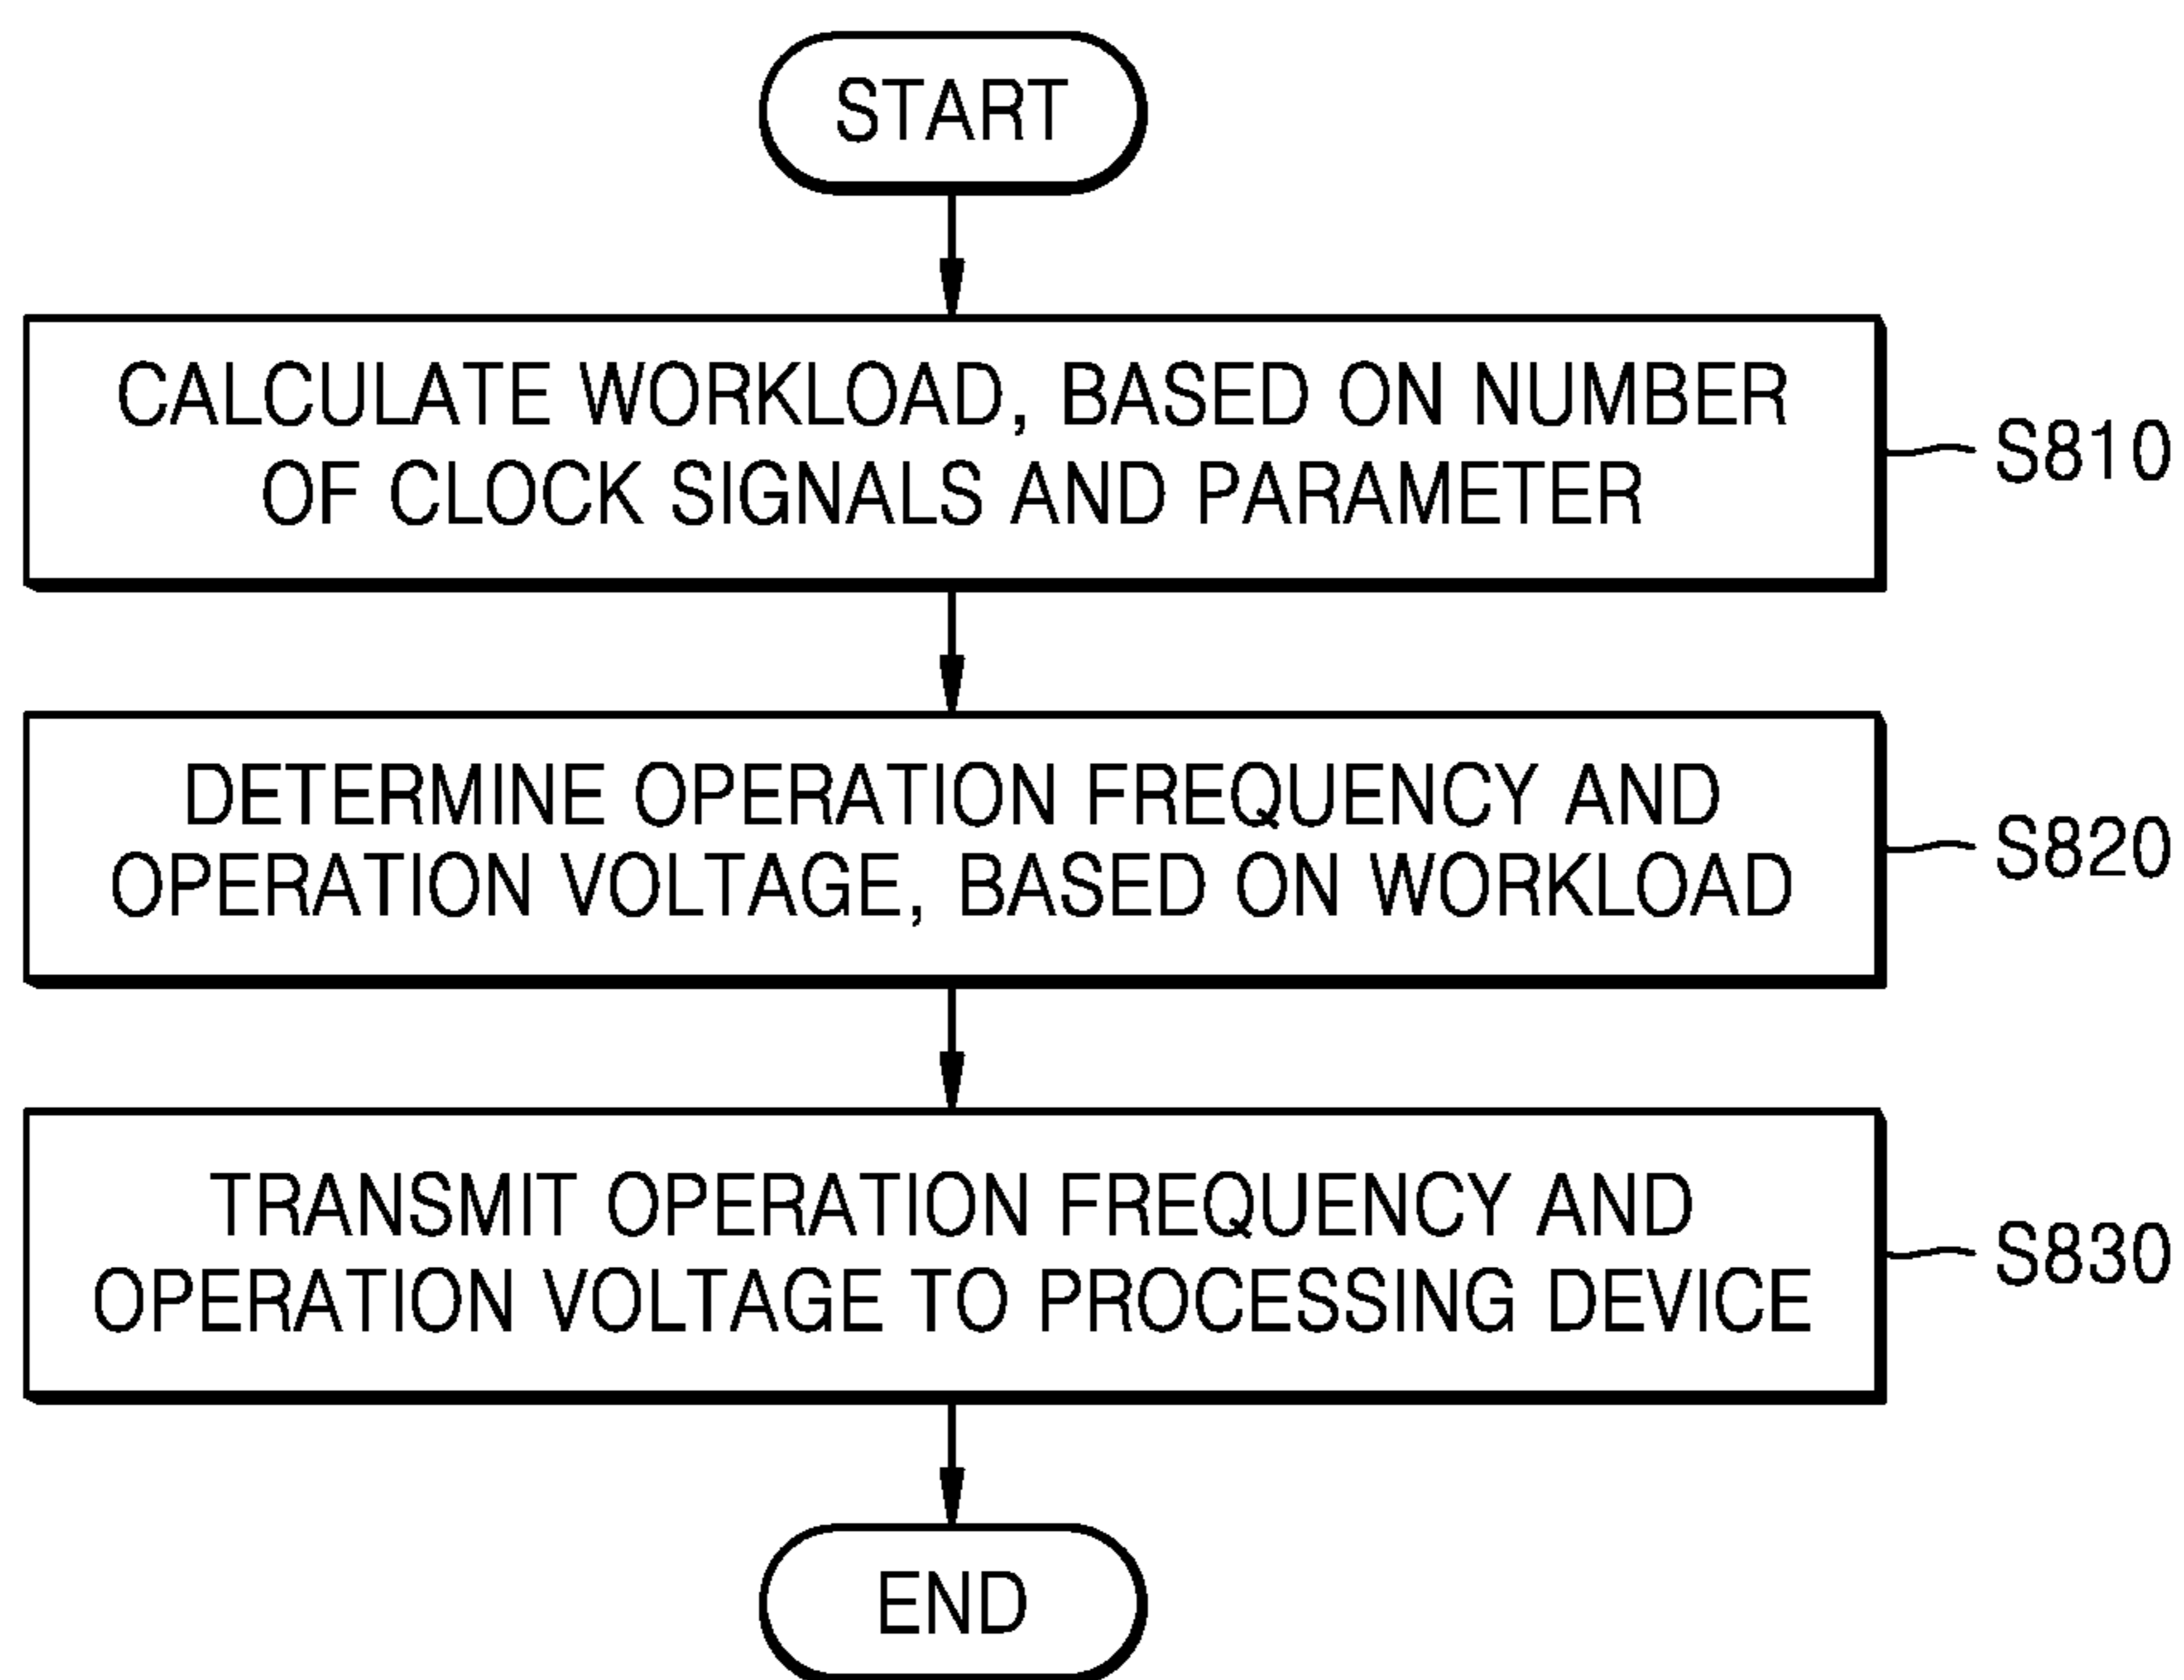 START
CALCULATE WORKLOAD, BASED ON NUMBER
OF CLOCK SIGNALS AND PARAMETER
S810
DETERMINE OPERATION FREQUENCY AND
OPERATION VOLTAGE, BASED ON WORKLOAD
S820
TRANSMIT OPERATION FREQUENCY AND
OPERATION VOLTAGE TO PROCESSING DEVICE
S830
END